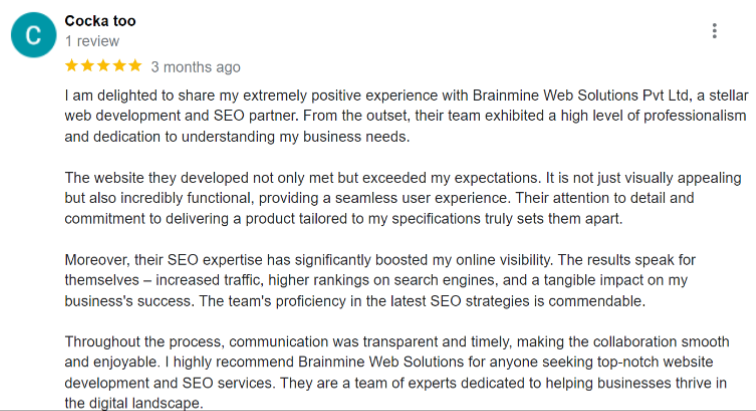 C
Cocka too
1 review
3 months ago
I am delighted to share my extremely positive experience with Brainmine Web Solutions Pvt Ltd, a stellar
web development and SEO partner. From the outset, their team exhibited a high level of professionalism
and dedication to understanding my business needs.
The website they developed not only met but exceeded my expectations. It is not just visually appealing
but also incredibly functional, providing a seamless user experience. Their attention to detail and
commitment to delivering a product tailored to my specifications truly sets them apart.
Moreover, their SEO expertise has significantly boosted my online visibility. The results speak for
themselves – increased traffic, higher rankings on search engines, and a tangible impact on my
business's success. The team's proficiency in the latest SEO strategies is commendable.
Throughout the process, communication was transparent and timely, making the collaboration smooth
and enjoyable. I highly recommend Brainmine Web Solutions for anyone seeking top-notch website
development and SEO services. They are a team of experts dedicated to helping businesses thrive in
the digital landscape.